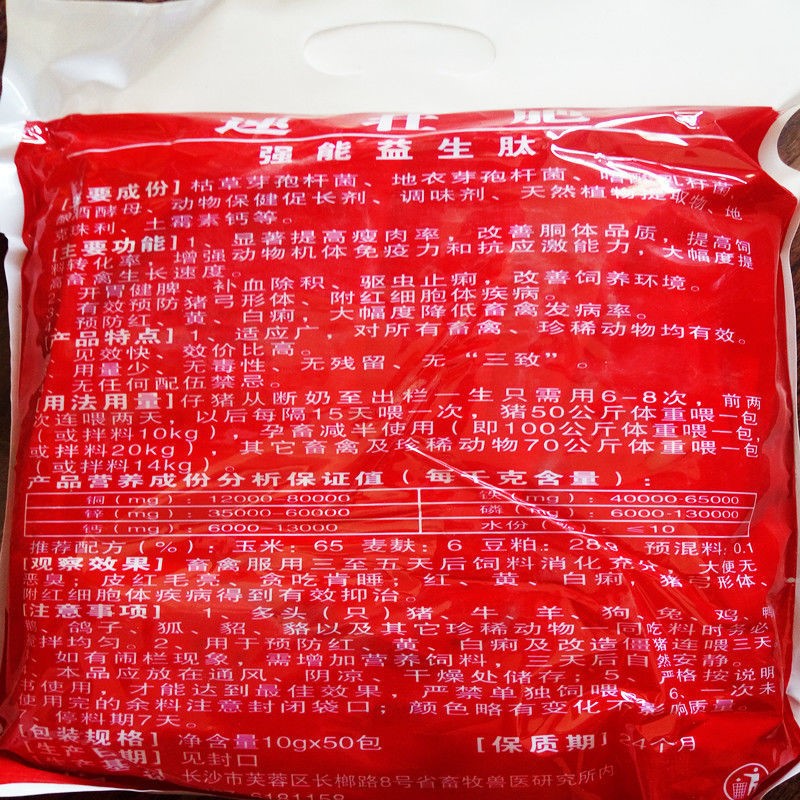 速壮肥
强能益生肽
[主要成份]枯草芽孢杆菌、地衣芽孢杆菌、嗜酸乳杆菌
酿酒酵母、动物保健促长剂、调味剂、天然植物提取物、地
克珠利、土霉素钙等。
[主要功能]1、显著提高瘦肉率,改善胴体品质,提高饲
料转化率,增强动物机体免疫力和抗应激能力,大幅度提
高畜禽生长速度。
开胃健脾、补血除积、驱虫止痢,改善饲养环境。
有效预防猪弓形体、附红细胞体疾病。
预防红、黄、白痢,大幅度降低畜禽发病率。
[产品特点]1、适应广,对所有畜禽、珍稀动物均有效。
见效快、效价比高。
用量少、无毒性、无残留、无“三致”。
无任何配伍禁忌。
[用法用量]仔猪从断奶至出栏一生只需用6-8次,前两
次连喂两天,以后每隔15天喂一次,猪50公斤体重喂一包
(或拌料10kg),孕畜减半使用(即100公斤体重喂一包,
或拌料20kg),其它畜禽及珍稀动物70公斤体重喂一包
(或拌料14kg)。
产品营养成份分析保证值(每千克含量):
铜(mg):12000-80000 铁(mg):40000-65000
锌(mg):35000-60000 磷(mg):6000-130000
钙(mg):6000-13000 水份(%):≤10
推荐配方(%):玉米:65 麦麸:6 豆粕:28.9 预混料:0.1
[观察效果]畜禽服用三至五天后饲料消化充分,大便无
恶臭;皮红毛亮、贪吃肯睡;红、黄、白痢,猪弓形体、
附红细胞体疾病得到有效抑治。
[注意事项] 1、多头(只)猪、牛、羊、狗、兔、鸡、鸭
、鸽子、狐、貂、貉以及其它珍稀动物一同吃料时务必
搅拌均匀。2、用于预防红、黄、白痢及改造僵猪连喂三天
、如有闹栏现象,需增加营养饲料,三天后自然安静。
、本品应放在通风、阴凉、干燥处储存;5、严格按说明
书使用,才能达到最佳效果,严禁单独饲喂。6、一次未
使用完的余料注意封闭袋口;颜色略有变化不影响质量。
停料期7天。
[包装规格] 净含量10g×50包 [保质期]24个月
[生产日期]见封口
长沙市芙蓉区长榔路8号省畜牧兽医研究所内